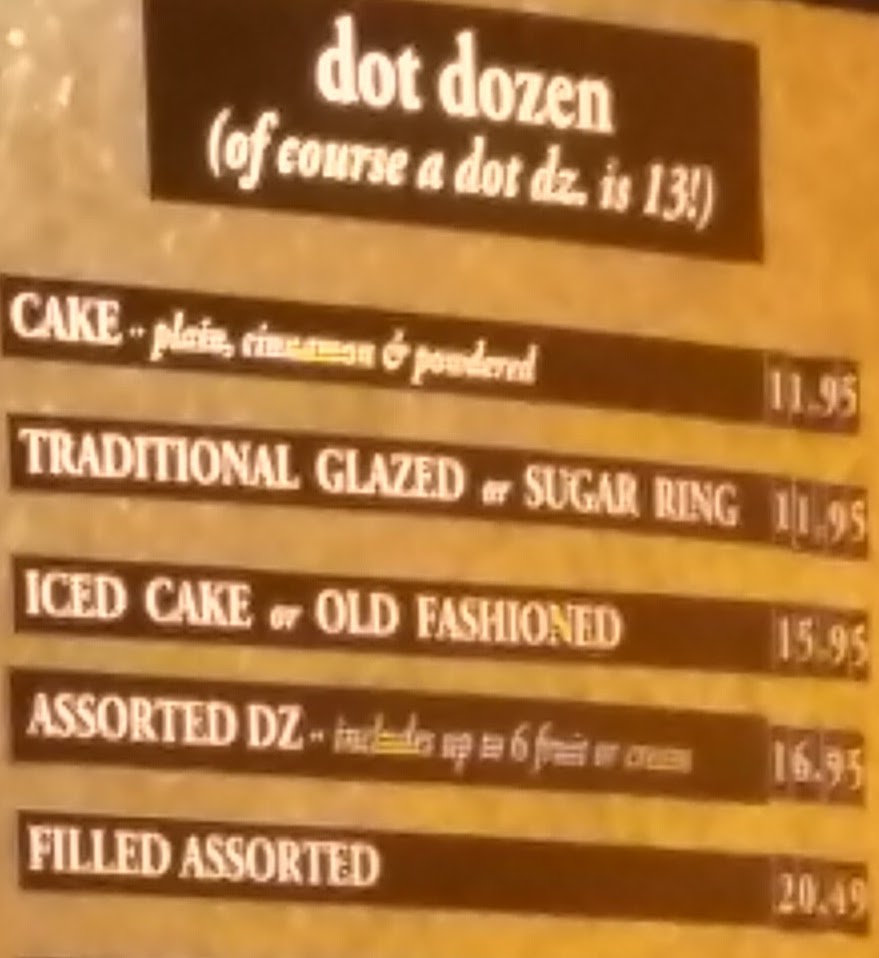 dot dozen
(of course a dot dz. is 13!)
CAKE -- plain, cinnamon & powdered 11.95
TRADITIONAL GLAZED or SUGAR RING 11.95
ICED CAKE or OLD FASHIONED 15.95
ASSORTED DZ -- includes up to 6 fruit or cream 16.95
FILLED ASSORTED 20.49